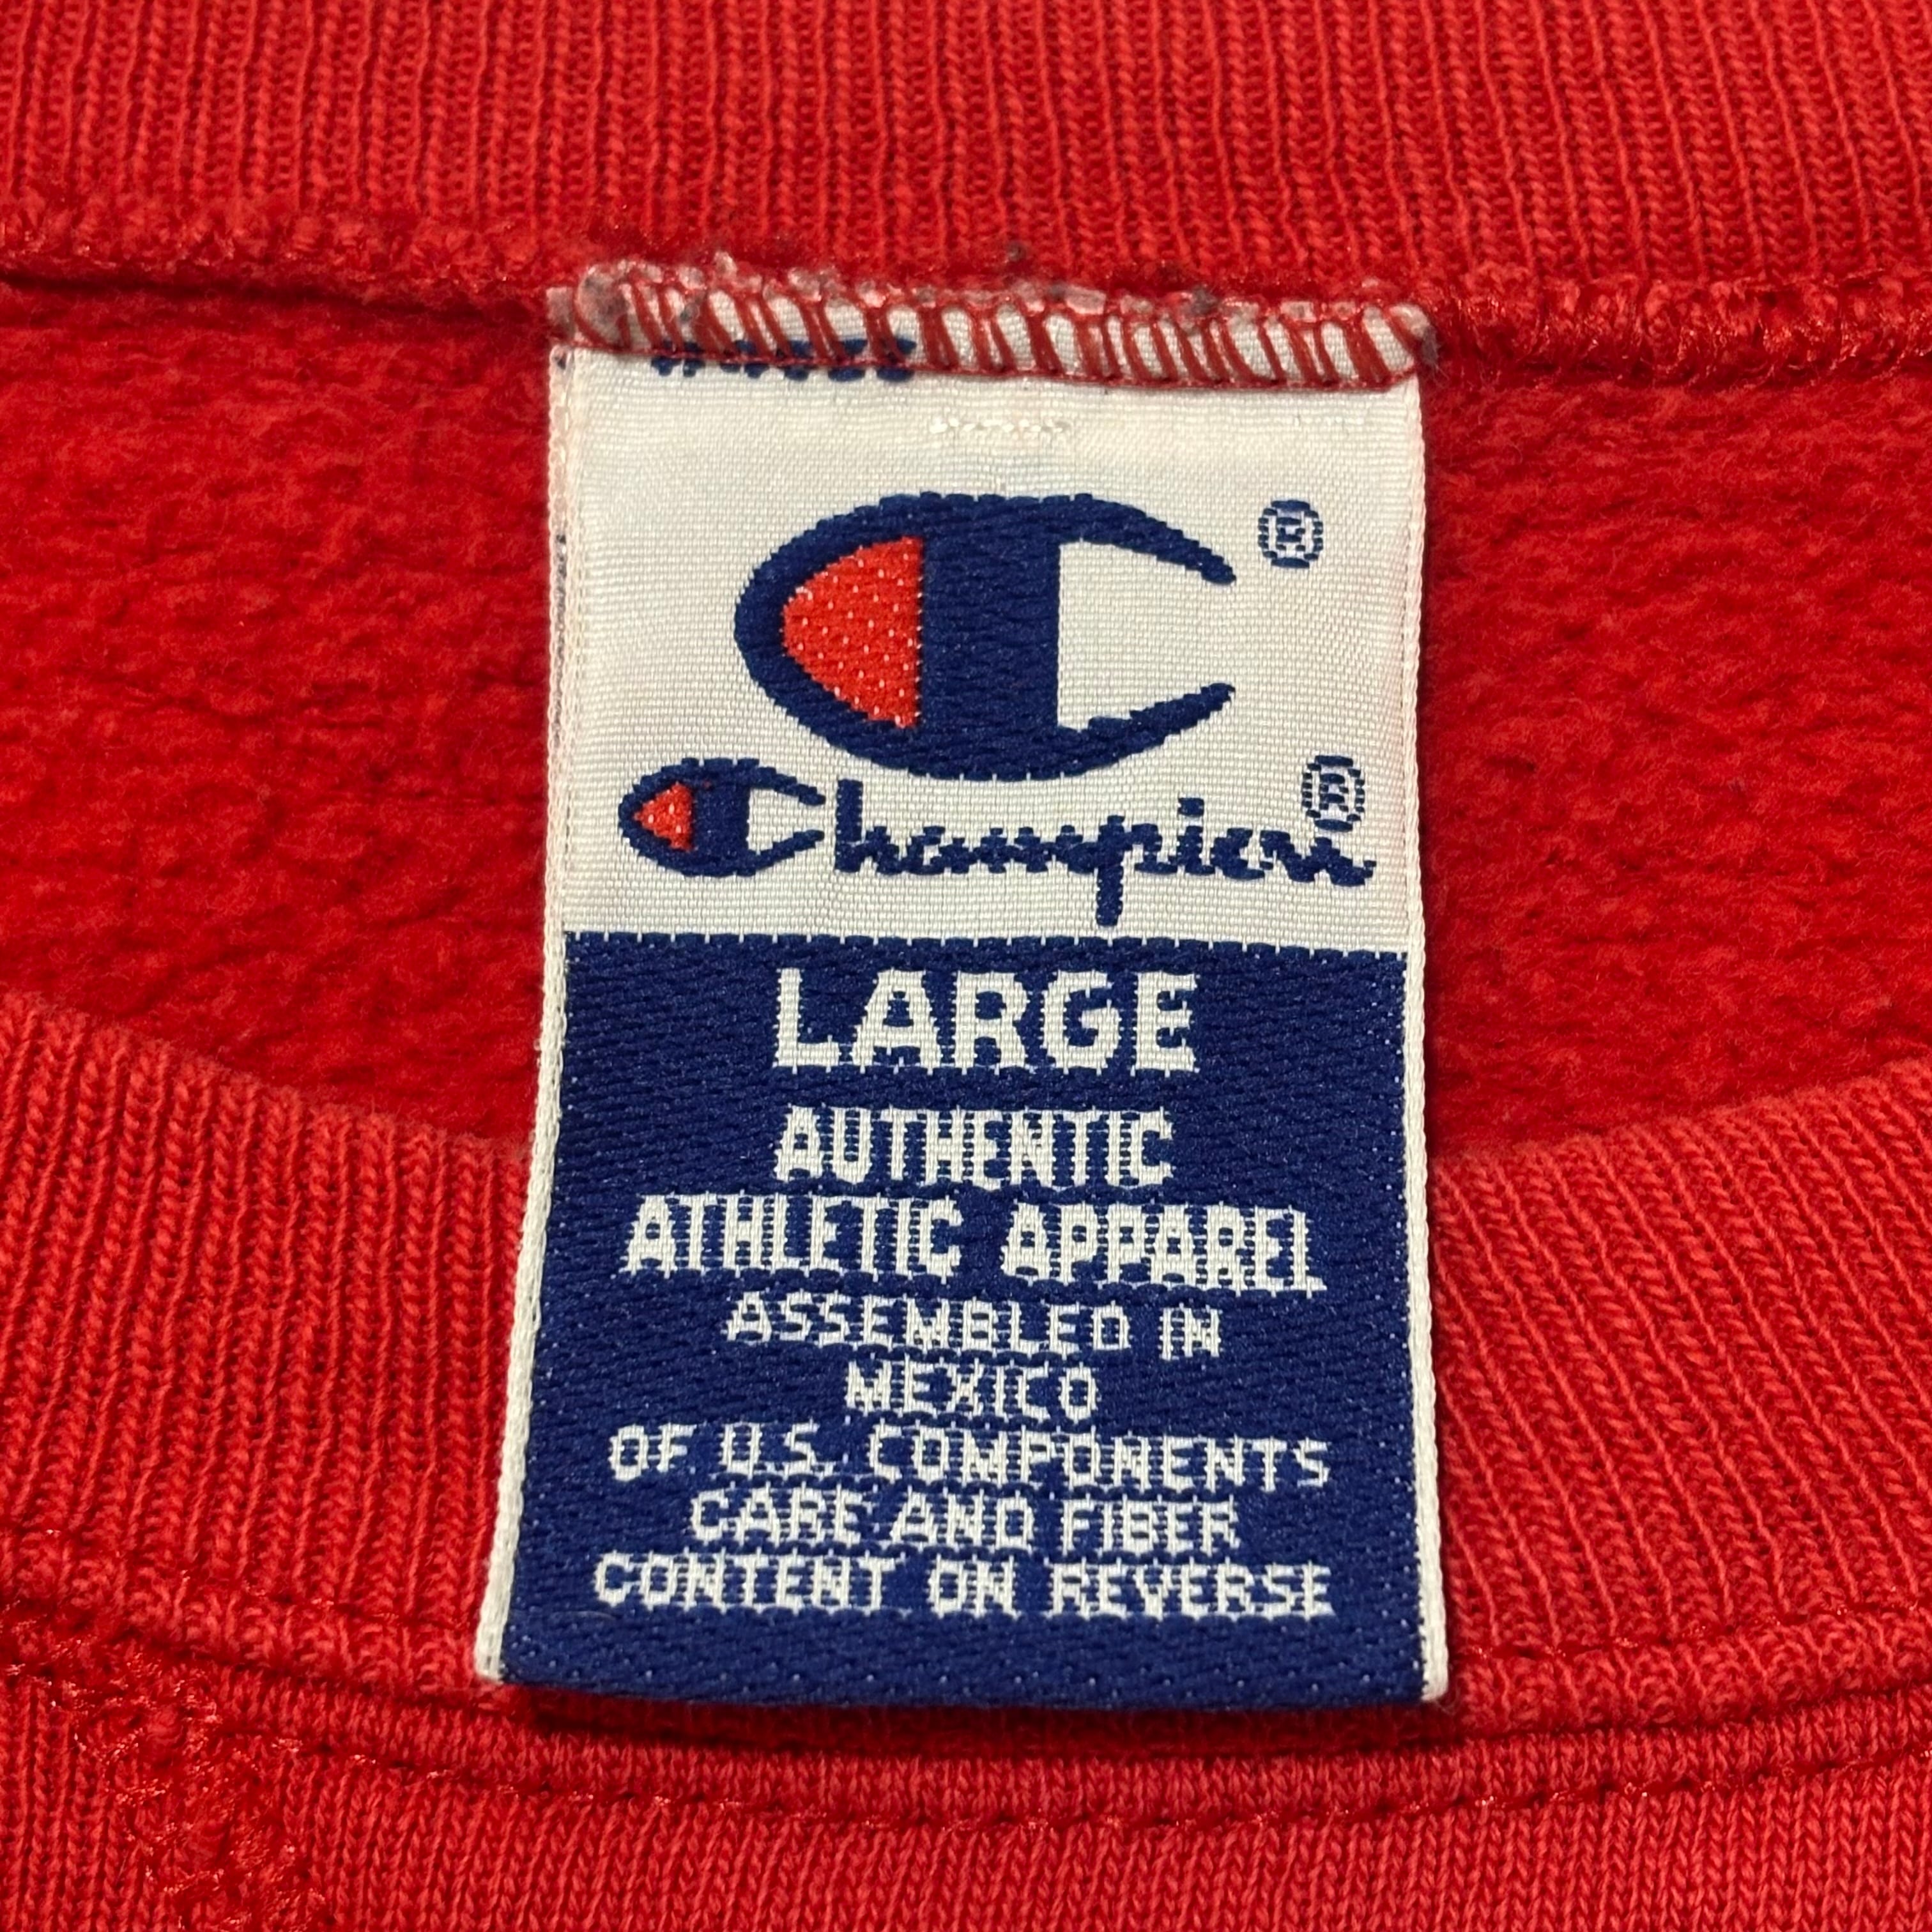 ®
Champion®
LARGE
AUTHENTIC
ATHLETIC APPAREL
ASSEMBLED IN
MEXICO
OF U.S. COMPONENTS
CARE AND FIBER
CONTENT ON REVERSE